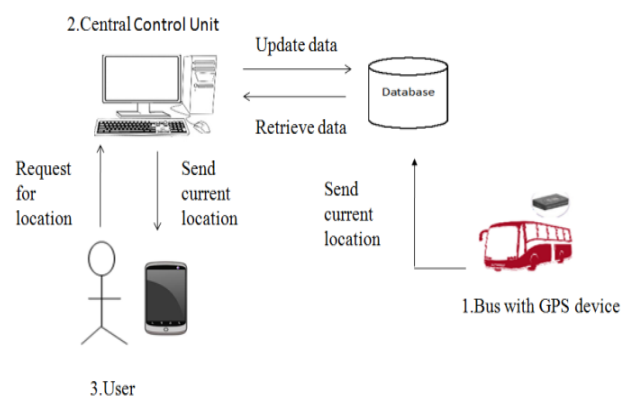 2.Central Control Unit
Update data
Database
Retrieve data
Request
for
location
Send
current
location
Send
current
location
1.Bus with GPS device
3.User